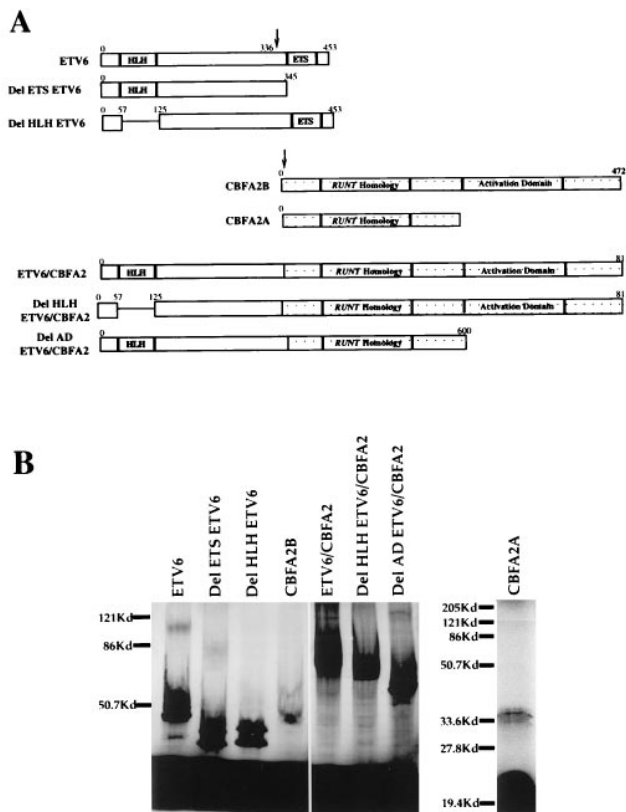 A
0 336 453
ETV6 HLH ETS
0 345
Del ETS ETV6 HLH
0 57 125 453
Del HLH ETV6 ETS
0 472
CBFA2B RUNT Homology Activation Domain
0
CBFA2A RUNT Homology
0 81
ETV6/CBFA2 HLH RUNT Homology Activation Domain
0 57 125 81
Del HLH
ETV6/CBFA2 RUNT Homology Activation Domain
0 600
Del AD
ETV6/CBFA2 HLH RUNT Homology
B
ETV6
Del ETS ETV6
Del HLH ETV6
CBFA2B
ETV6/CBFA2
Del HLH ETV6/CBFA2
Del AD ETV6/CBFA2
CBFA2A
121Kd
86Kd
50.7Kd
205Kd
121Kd
86Kd
50.7Kd
33.6Kd
27.8Kd
19.4Kd